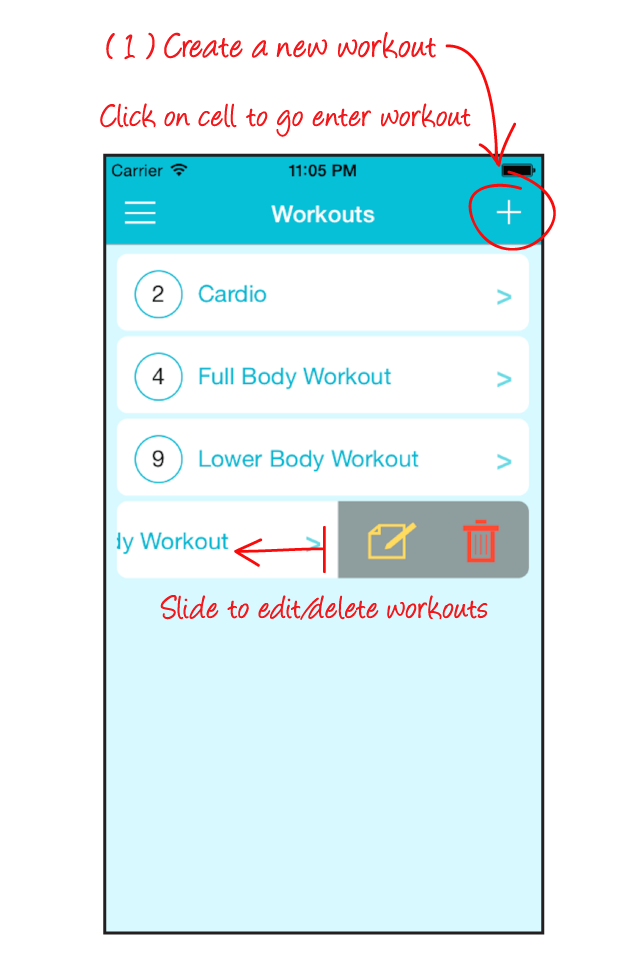 ( 1 ) Create a new workout
Click on cell to go enter workout
Carrier 11:05 PM
Workouts
2 Cardio >
4 Full Body Workout >
9 Lower Body Workout >
dy Workout >
Slide to edit/delete workouts